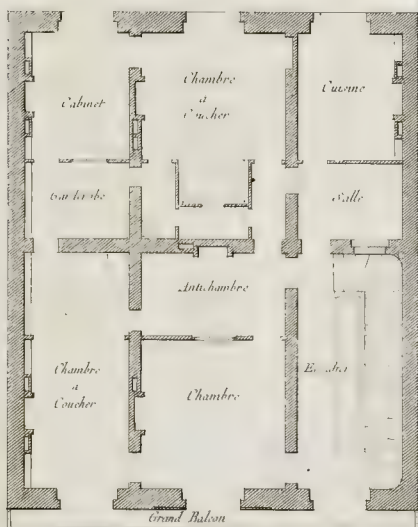 Chambre
à
Coucher
Cabinet
Cuisine
Garderobe
Salle
Antichambre
Chambre
à
Coucher
Chambre
Grand Balcon